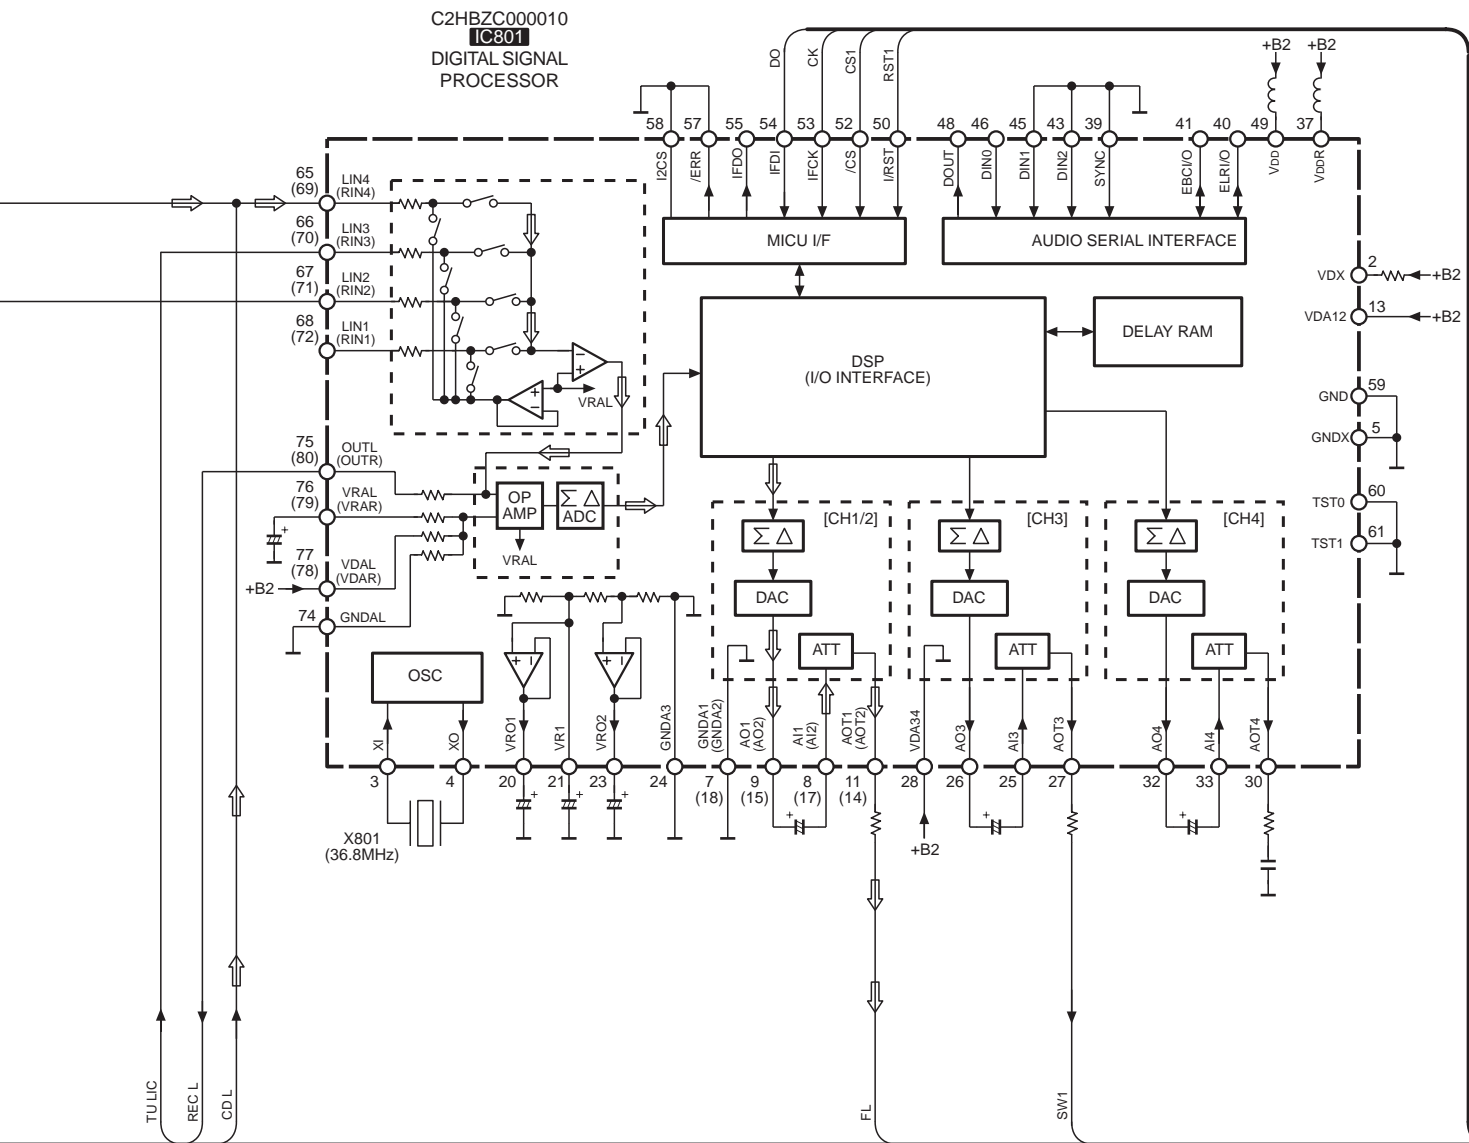 C2HBZC000010
IC801
DIGITAL SIGNAL
PROCESSOR
DO
CK
CS1
RST1
+B2
+B2
58
57
55
54
53
52
50
48
46
45
43
39
41
40
49
37
I2CS
/ERR
IFDO
IFDI
IFCK
/CS
I/RST
DOUT
DIN0
DIN1
DIN2
SYNC
EBCI/O
ELRI/O
VDD
VDDR
65
(69)
LIN4
(RIN4)
66
(70)
LIN3
(RIN3)
67
(71)
LIN2
(RIN2)
68
(72)
LIN1
(RIN1)
MICU I/F
AUDIO SERIAL INTERFACE
VDX
2
+B2
VDA12
13
+B2
DSP
(I/O INTERFACE)
DELAY RAM
−
+
+
−
VRAL
GND
59
GNDX
5
TST0
60
TST1
61
75
(80)
OUTL
(OUTR)
76
(79)
VRAL
(VRAR)
+
77
(78)
VDAL
(VDAR)
+B2
74
GNDAL
OP
AMP
Σ Δ
ADC
VRAL
[CH1/2]
[CH3]
[CH4]
Σ Δ
Σ Δ
Σ Δ
DAC
DAC
DAC
ATT
ATT
ATT
OSC
+ −
+ −
XI
XO
VRO1
VR1
VRO2
GNDA3
GNDA1
(GNDA2)
AO1
(AO2)
AI1
(AI2)
AOT1
(AOT2)
VDA34
AO3
AI3
AOT3
AO4
AI4
AOT4
3
4
20
21
23
24
7
(18)
9
(15)
8
(17)
11
(14)
28
26
25
27
32
33
30
+
+
+
+
+
+
X801
(36.8MHz)
+B2
TU LIC
REC L
CD L
FL
SW1